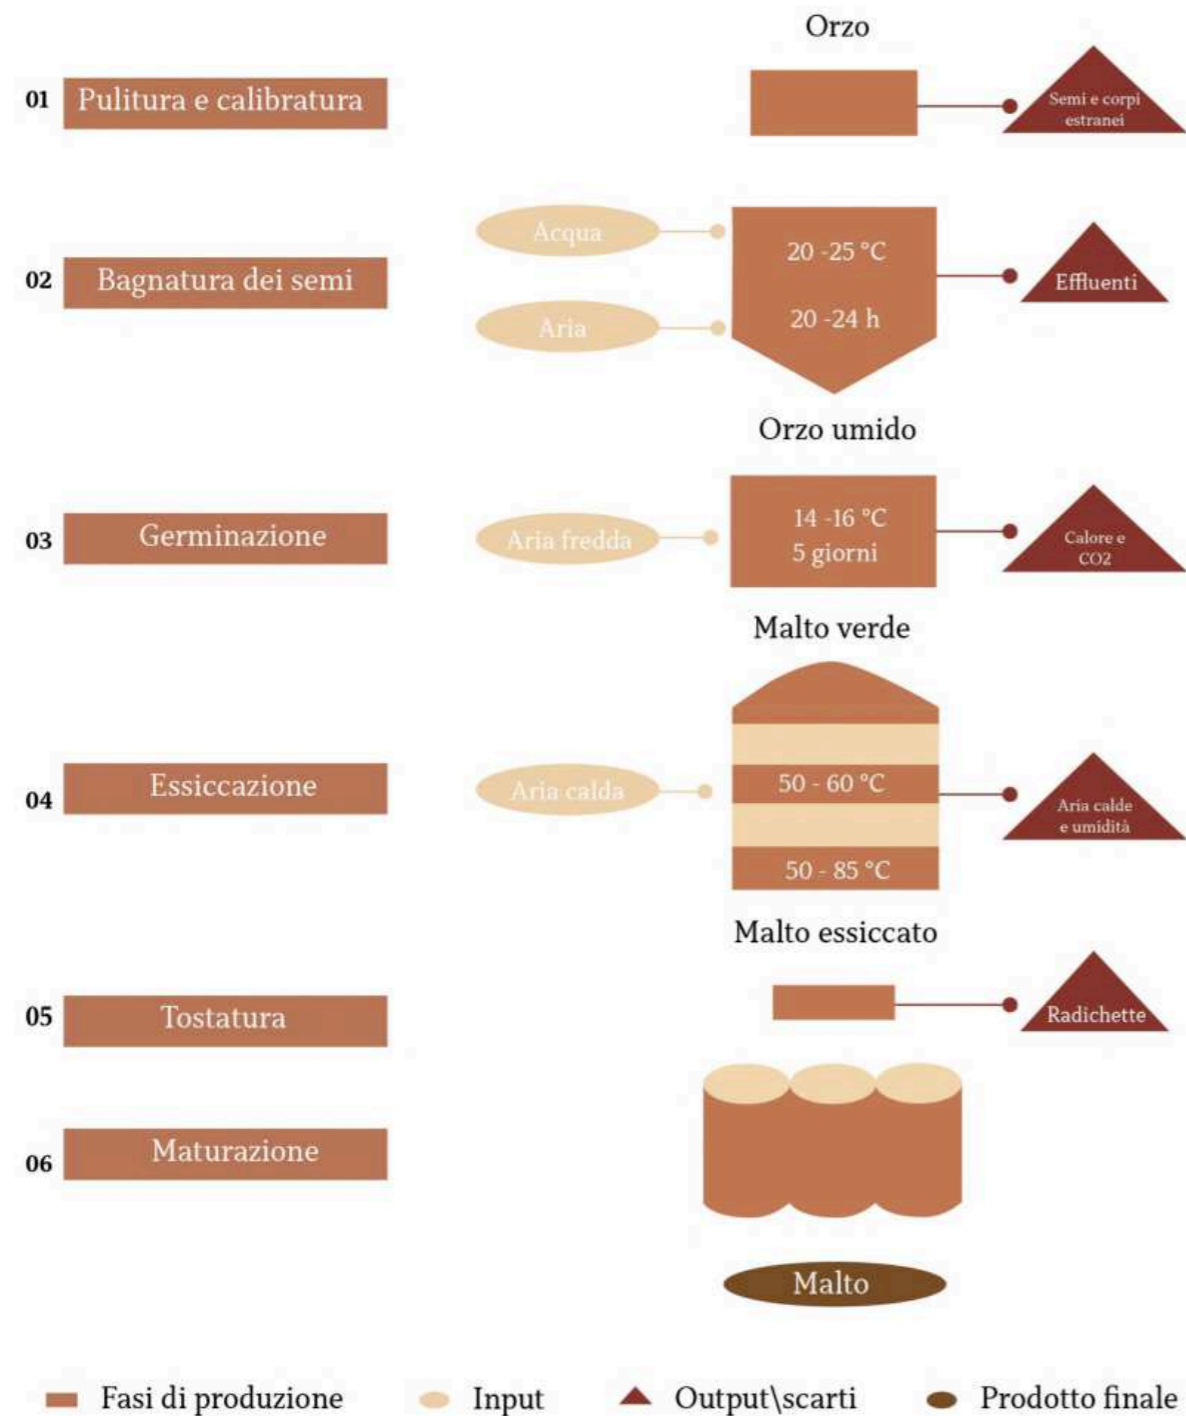 Orzo
01 Pulitura e calibratura
Semi e corpi
estranei
02 Bagnatura dei semi
Acqua
Aria
20 -25 °C
20 -24 h
Effluenti
Orzo umido
03 Germinazione
Aria fredda
14 -16 °C
5 giorni
Calore e
CO2
Malto verde
04 Essiccazione
Aria calda
50 - 60 °C
50 - 85 °C
Aria calde
e umidità
Malto essiccato
05 Tostatura
Radichette
06 Maturazione
Malto
Fasi di produzione
Input
Output\scarti
Prodotto finale